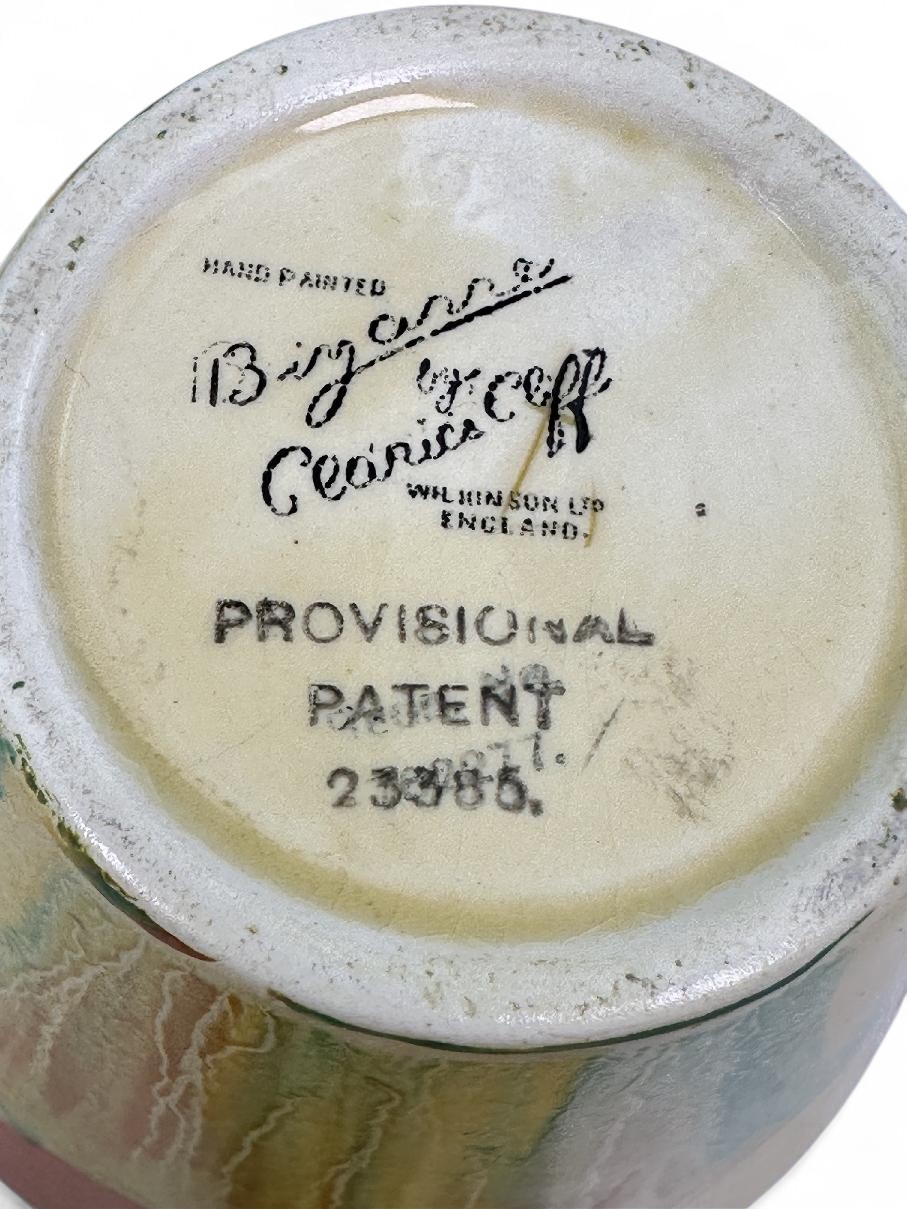 HAND PAINTED
Bizarre
by
Clarice Cliff
WILKINSON LTD
ENGLAND.
PROVISIONAL
PATENT
23385.